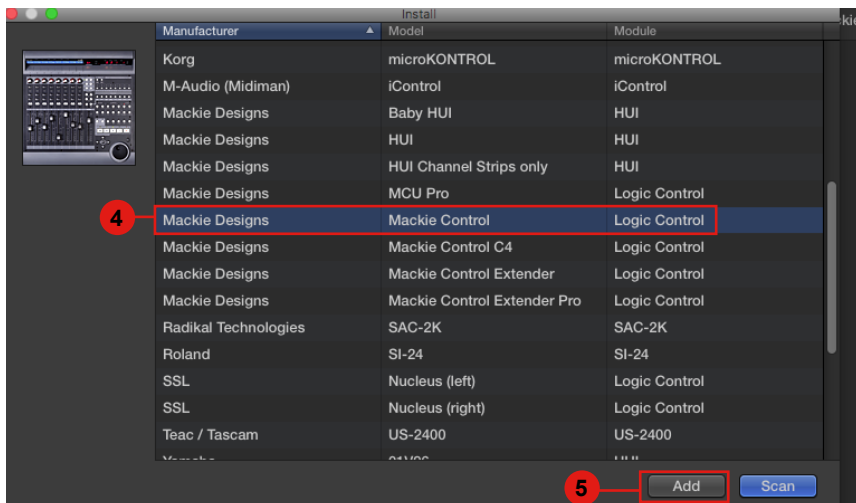 Install
kie
Manufacturer Model Module
Korg microKONTROL microKONTROL
M-Audio (Midiman) iControl iControl
Mackie Designs Baby HUI HUI
Mackie Designs HUI HUI
Mackie Designs HUI Channel Strips only HUI
Mackie Designs MCU Pro Logic Control
4 Mackie Designs Mackie Control Logic Control
Mackie Designs Mackie Control C4 Logic Control
Mackie Designs Mackie Control Extender Logic Control
Mackie Designs Mackie Control Extender Pro Logic Control
Radikal Technologies SAC-2K SAC-2K
Roland SI-24 SI-24
SSL Nucleus (left) Logic Control
SSL Nucleus (right) Logic Control
Teac / Tascam US-2400 US-2400
Yamaha 01V96 HUI
5 Add Scan